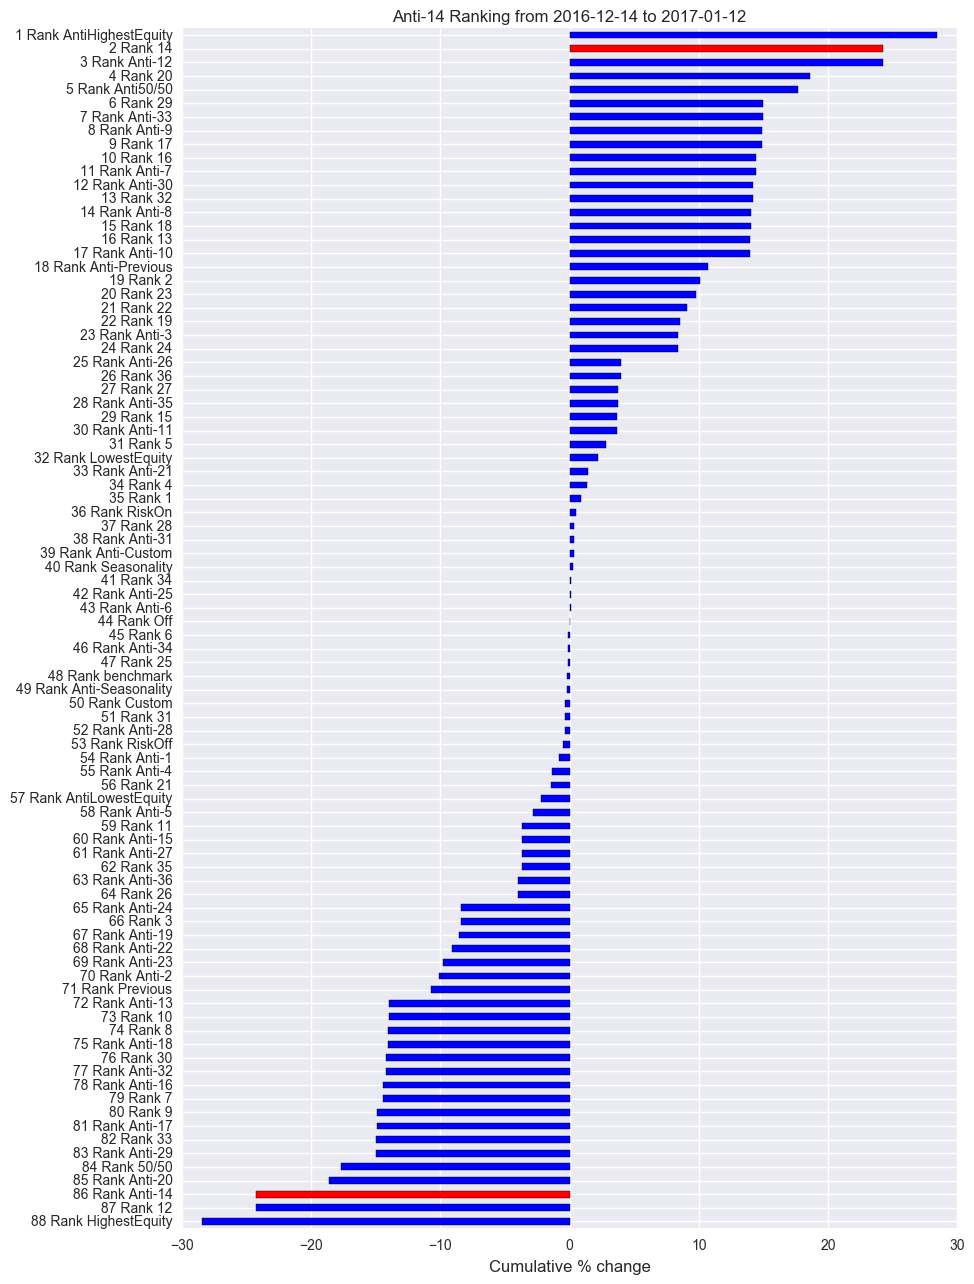 Anti-14 Ranking from 2016-12-14 to 2017-01-12
1 Rank AntiHighestEquity
2 Rank 14
3 Rank Anti-12
4 Rank 20
5 Rank Anti50/50
6 Rank 29
7 Rank Anti-33
8 Rank Anti-9
9 Rank 17
10 Rank 16
11 Rank Anti-7
12 Rank Anti-30
13 Rank 32
14 Rank Anti-8
15 Rank 18
16 Rank 13
17 Rank Anti-10
18 Rank Anti-Previous
19 Rank 2
20 Rank 23
21 Rank 22
22 Rank 19
23 Rank Anti-3
24 Rank 24
25 Rank Anti-26
26 Rank 36
27 Rank 27
28 Rank Anti-35
29 Rank 15
30 Rank Anti-11
31 Rank 5
32 Rank LowestEquity
33 Rank Anti-21
34 Rank 4
35 Rank 1
36 Rank RiskOn
37 Rank 28
38 Rank Anti-31
39 Rank Anti-Custom
40 Rank Seasonality
41 Rank 34
42 Rank Anti-25
43 Rank Anti-6
44 Rank Off
45 Rank 6
46 Rank Anti-34
47 Rank 25
48 Rank benchmark
49 Rank Anti-Seasonality
50 Rank Custom
51 Rank 31
52 Rank Anti-28
53 Rank RiskOff
54 Rank Anti-1
55 Rank Anti-4
56 Rank 21
57 Rank AntiLowestEquity
58 Rank Anti-5
59 Rank 11
60 Rank Anti-15
61 Rank Anti-27
62 Rank 35
63 Rank Anti-36
64 Rank 26
65 Rank Anti-24
66 Rank 3
67 Rank Anti-19
68 Rank Anti-22
69 Rank Anti-23
70 Rank Anti-2
71 Rank Previous
72 Rank Anti-13
73 Rank 10
74 Rank 8
75 Rank Anti-18
76 Rank 30
77 Rank Anti-32
78 Rank Anti-16
79 Rank 7
80 Rank 9
81 Rank Anti-17
82 Rank 33
83 Rank Anti-29
84 Rank 50/50
85 Rank Anti-20
86 Rank Anti-14
87 Rank 12
88 Rank HighestEquity
−30 −20 −10 0 10 20 30
Cumulative % change